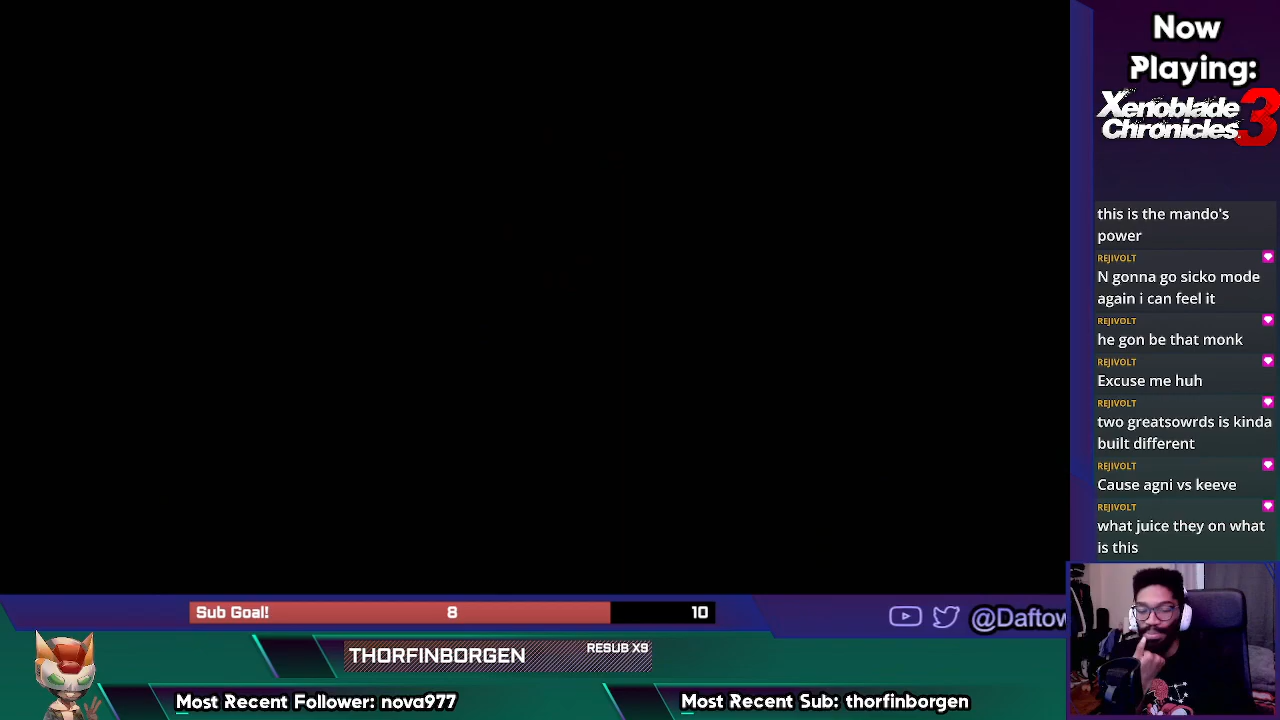 Now
Playing:
Xenoblade
Chronicles 3
this is the mando's
power
REJIVOLT
N gonna go sicko mode
again i can feel it
REJIVOLT
he gon be that monk
REJIVOLT
Excuse me huh
REJIVOLT
two greatsowrds is kinda
built different
REJIVOLT
Cause agni vs keeve
REJIVOLT
what juice they on what
is this
Sub Goal! 8 10
@Daftow
THORFINBORGEN RESUB X9
Most Recent Follower: nova977
Most Recent Sub: thorfinborgen